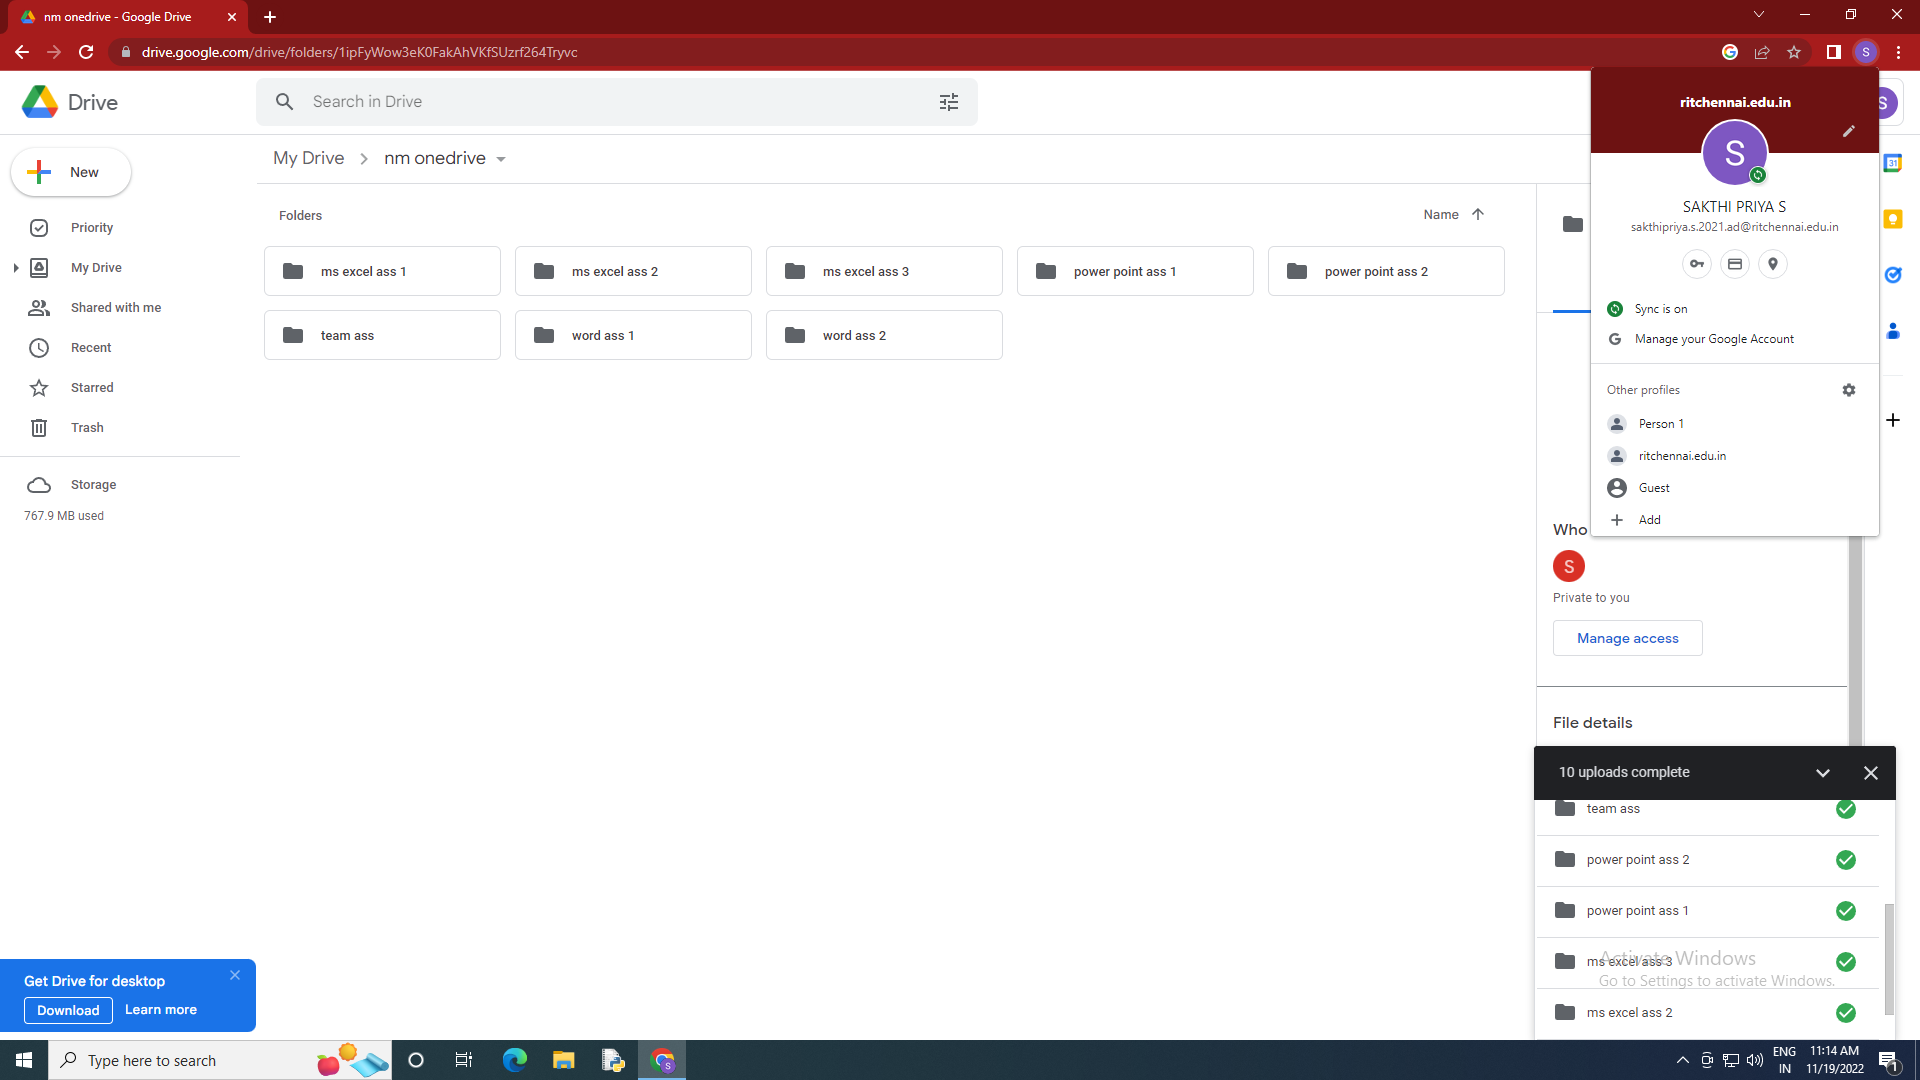 nm onedrive - Google Drive
drive.google.com/drive/folders/1ipFyWow3eK0FakAhVKfSUzrf264Tryvc
S
Drive
Search in Drive
ritchennai.edu.in
S
S
SAKTHI PRIYA S
sakthipriya.s.2021.ad@ritchennai.edu.in
Sync is on
Manage your Google Account
Other profiles
Person 1
ritchennai.edu.in
Guest
Add
31
New
Priority
My Drive
Shared with me
Recent
Starred
Trash
Storage
767.9 MB used
My Drive
nm onedrive
Folders
Name
ms excel ass 1
ms excel ass 2
ms excel ass 3
power point ass 1
power point ass 2
team ass
word ass 1
word ass 2
Who
S
Private to you
Manage access
File details
10 uploads complete
team ass
power point ass 2
power point ass 1
ms excel ass 3
ms excel ass 2
Activate Windows
Go to Settings to activate Windows.
Get Drive for desktop
Download
Learn more
Type here to search
S
ENG
IN
11:14 AM
11/19/2022
1